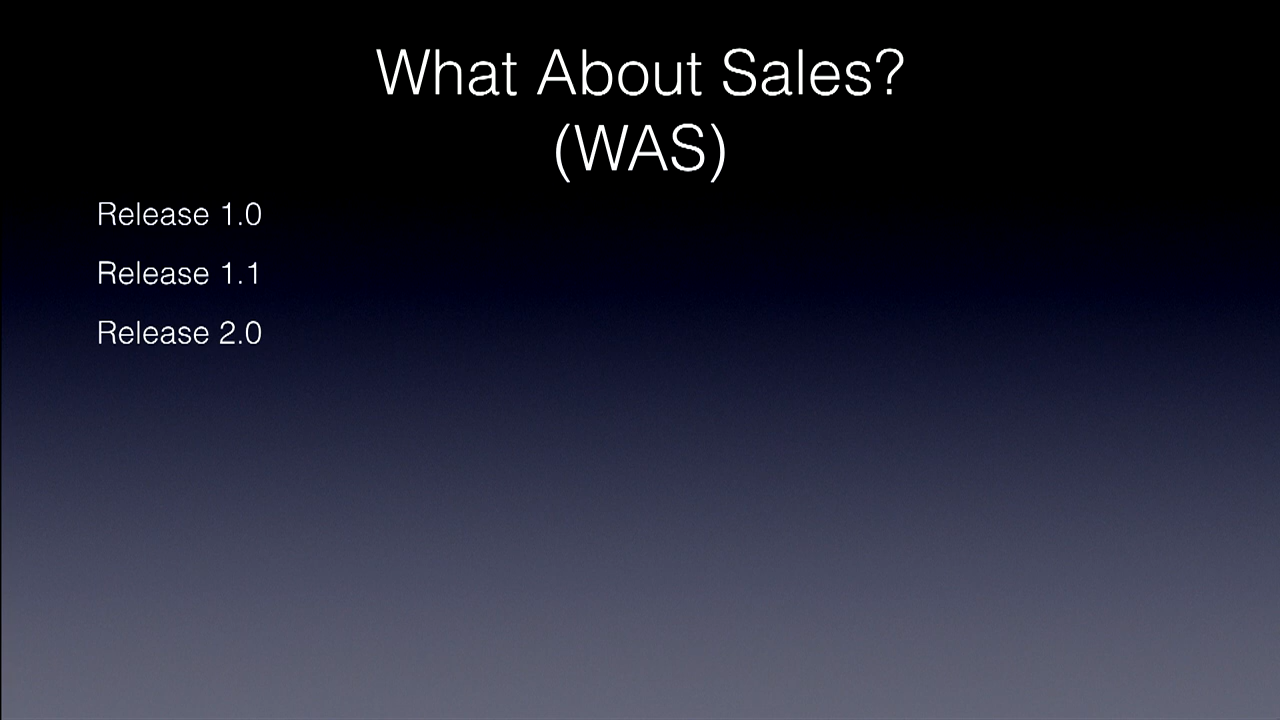 What About Sales?
(WAS)
Release 1.0
Release 1.1
Release 2.0